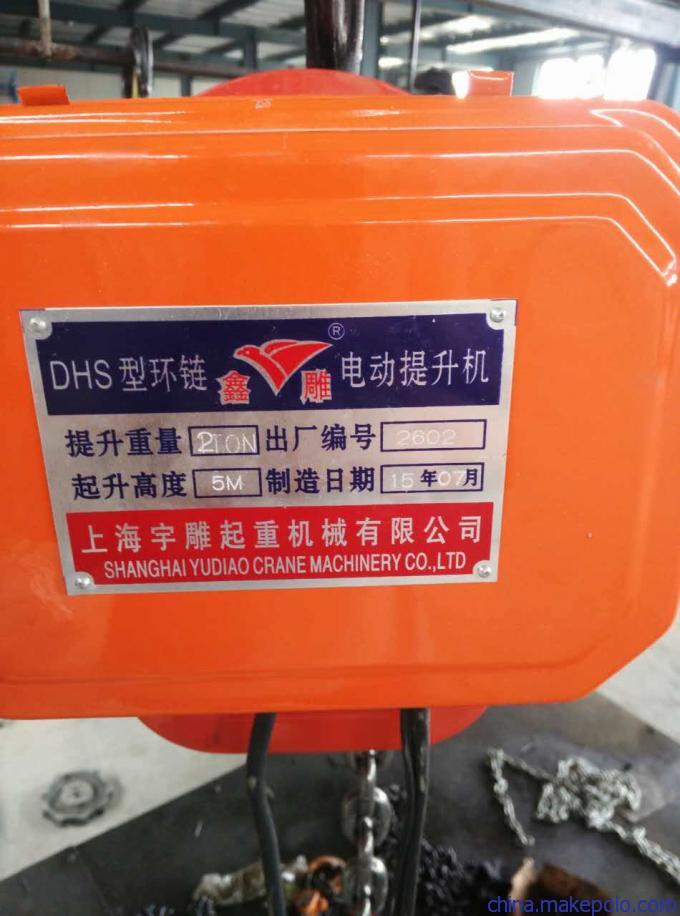 DHS型环链 鑫雕® 电动提升机
提升重量 2TON 出厂编号 2602
起升高度 5M 制造日期 15年07月
上海宇雕起重机械有限公司
SHANGHAI YUDIAO CRANE MACHINERY CO.,LTD
china.makepolo.com